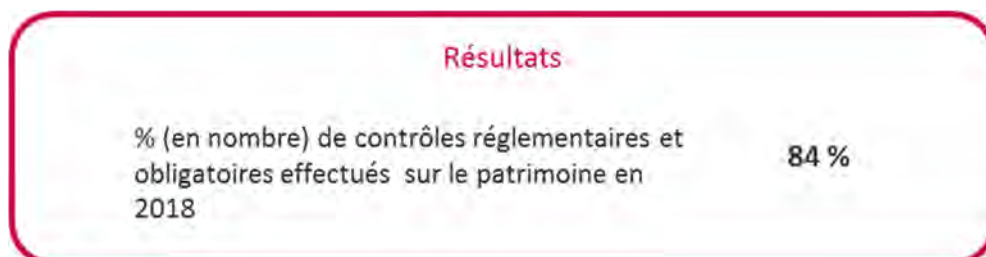 Résultats
% (en nombre) de contrôles réglementaires et
obligatoires effectués sur le patrimoine en
2018
84 %